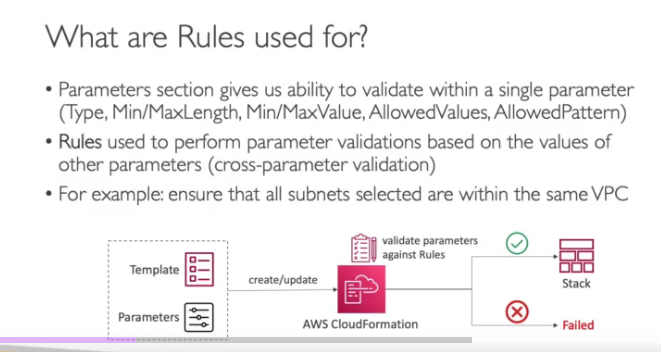 What are Rules used for?
• Parameters section gives us ability to validate within a single parameter
(Type, Min/MaxLength, Min/MaxValue, AllowedValues, AllowedPattern)
• Rules used to perform parameter validations based on the values of
other parameters (cross-parameter validation)
• For example: ensure that all subnets selected are within the same VPC
Template
Parameters
create/update
validate parameters
against Rules
AWS CloudFormation
Stack
Failed